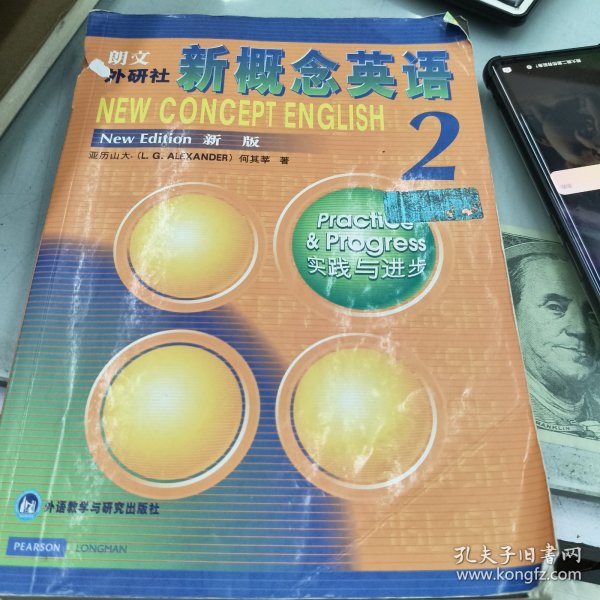 朗文
外研社
新概念英语
NEW CONCEPT ENGLISH
New Edition 新 版
2
亚历山大·(L. G. ALEXANDER) 何其莘 著
Practice
& Progress
实践与进步
外语教学与研究出版社
PEARSON LONGMAN
FRANKLIN
孔夫子旧书网
www.kongfz.com